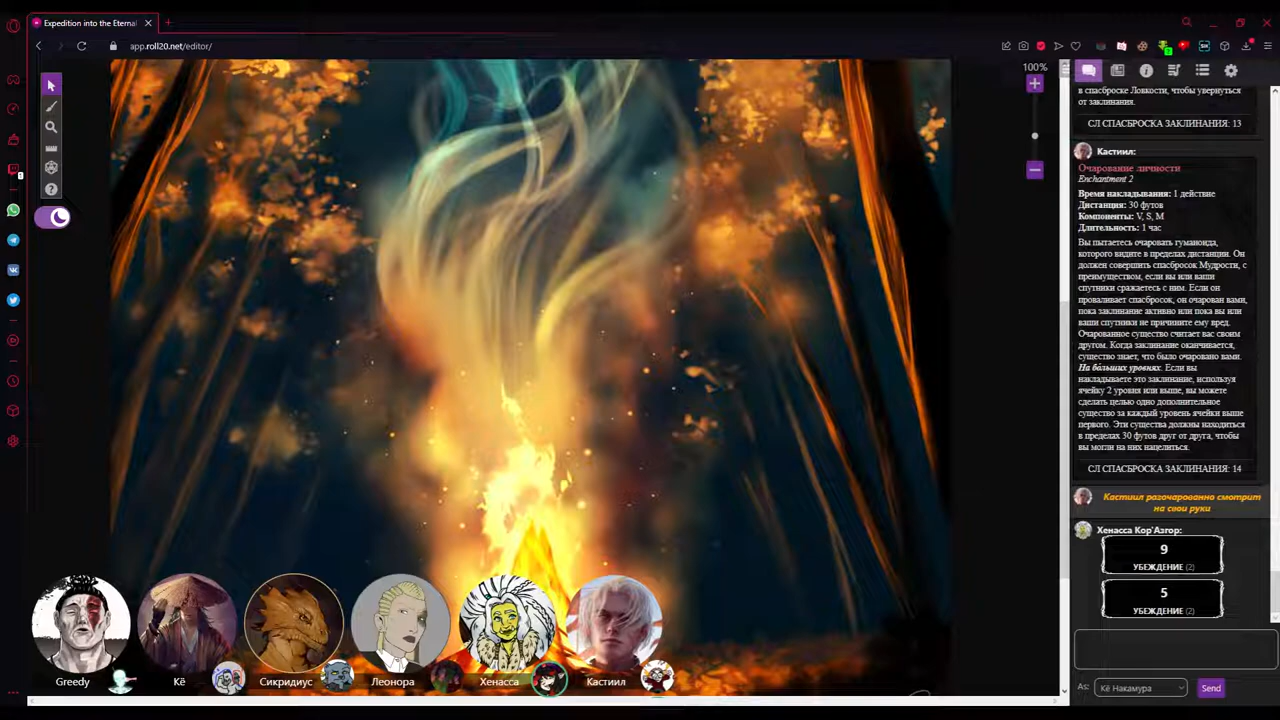 Expedition into the Eternal
app.roll20.net/editor/
100%
в спасброске Ловкости, чтобы увернуться
от заклинания.
СЛ СПАСБРОСКА ЗАКЛИНАНИЯ: 13
Кастиил:
Очарование личности
Enchantment 2
Время накладывания: 1 действие
Дистанция: 30 футов
Компоненты: V, S, M
Длительность: 1 час
Вы пытаетесь очаровать гуманоида,
которого видите в пределах дистанции. Он
должен совершить спасбросок Мудрости, с
преимуществом, если вы или ваши
спутники сражаетесь с ним. Если он
проваливает спасбросок, он очарован вами,
пока заклинание активно или пока вы или
ваши спутники не причините ему вред.
Очарованное существо считает вас своим
другом. Когда заклинание оканчивается,
существо знает, что было очаровано вами.
На бо́льших уровнях. Если вы
накладываете это заклинание, используя
ячейку 2 уровня или выше, вы можете
сделать целью одно дополнительное
существо за каждый уровень ячейки выше
первого. Эти существа должны находиться
в пределах 30 футов друг от друга, чтобы
вы могли на них нацелиться.
СЛ СПАСБРОСКА ЗАКЛИНАНИЯ: 14
Кастиил разочарованно смотрит
на свои руки
Хенасса Кор`Азгор:
9
УБЕЖДЕНИЕ (2)
5
УБЕЖДЕНИЕ (2)
Greedy
Кё
Сикридиус
Леонора
Хенасса
Кастиил
As:
Кё Накамура
Send